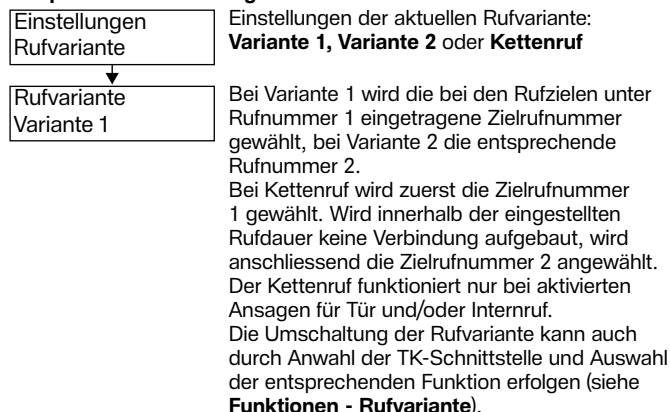 Einstellungen
Rufvariante
Einstellungen der aktuellen Rufvariante:
Variante 1, Variante 2 oder Kettenruf
Rufvariante
Variante 1
Bei Variante 1 wird die bei den Rufzielen unter
Rufnummer 1 eingetragene Zielrufnummer
gewählt, bei Variante 2 die entsprechende
Rufnummer 2.
Bei Kettenruf wird zuerst die Zielrufnummer
1 gewählt. Wird innerhalb der eingestellten
Rufdauer keine Verbindung aufgebaut, wird
anschliessend die Zielrufnummer 2 angewählt.
Der Kettenruf funktioniert nur bei aktivierten
Ansagen für Tür und/oder Internruf.
Die Umschaltung der Rufvariante kann auch
durch Anwahl der TK-Schnittstelle und Auswahl
der entsprechenden Funktion erfolgen (siehe
Funktionen - Rufvariante).